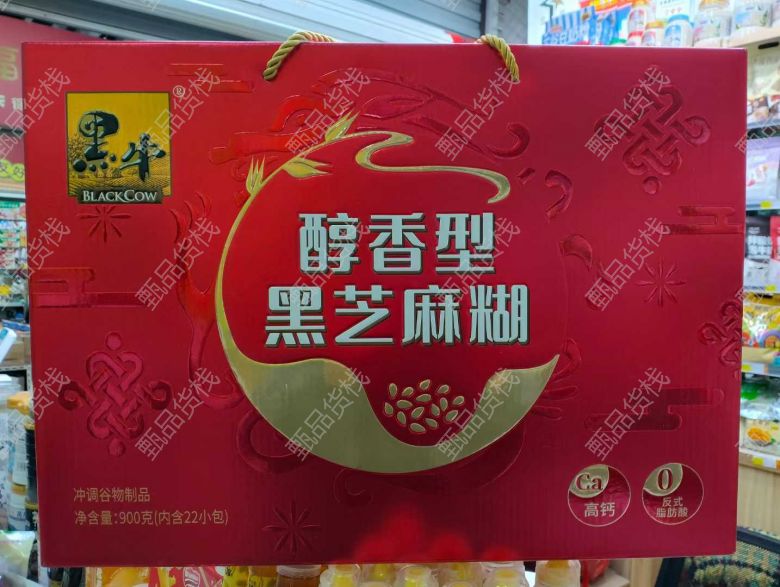 黑牛®
BLACKCOW
醇香型
黑芝麻糊
冲调谷物制品
净含量:900克(内含22小包)
Ca
高钙
0
反式
脂肪酸
甄品货栈